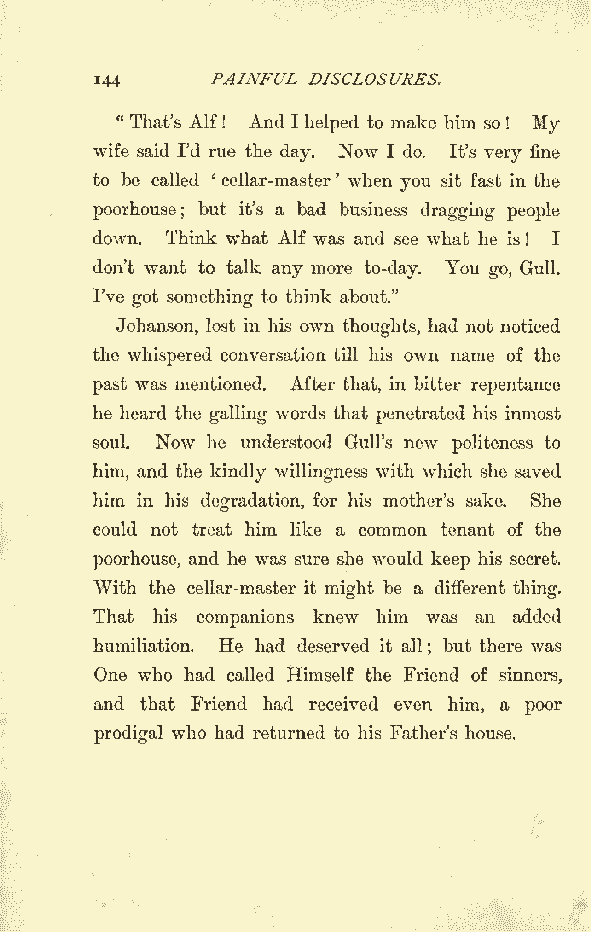 144 PAINFUL DISCLOSURES.
“That’s Alf! And I helped to make him so! My
wife said I’d rue the day. Now I do. It’s very fine
to be called ‘cellar-master’ when you sit fast in the
poorhouse; but it’s a bad business dragging people
down. Think what Alf was and see what he is! I
don’t want to talk any more to-day. You go, Gull.
I’ve got something to think about.”
Johanson, lost in his own thoughts, had not noticed
the whispered conversation till his own name of the
past was mentioned. After that, in bitter repentance
he heard the galling words that penetrated his inmost
soul. Now he understood Gull’s new politeness to
him, and the kindly willingness with which she saved
him in his degradation, for his mother’s sake. She
could not treat him like a common tenant of the
poorhouse, and he was sure she would keep his secret.
With the cellar-master it might be a different thing.
That his companions knew him was an added
humiliation. He had deserved it all; but there was
One who had called Himself the Friend of sinners,
and that Friend had received even him, a poor
prodigal who had returned to his Father’s house.